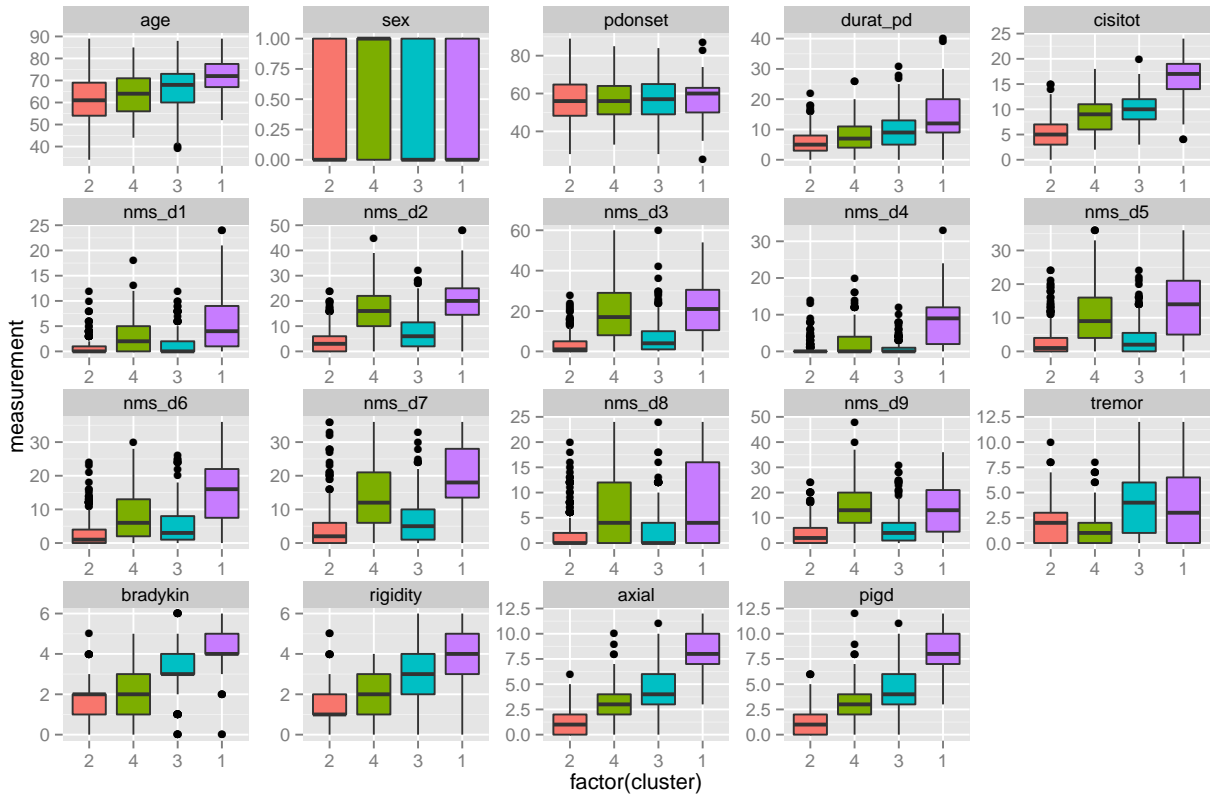 age sex pdonset durat_pd cisitot
90 80 70 60 50 40
1.00 0.75 0.50 0.25 0.00
80 60 40
40 30 20 10 0
25 20 15 10 5 0
2 4 3 1 2 4 3 1 2 4 3 1 2 4 3 1 2 4 3 1
nms_d1 nms_d2 nms_d3 nms_d4 nms_d5
25 20 15 10 5 0
50 40 30 20 10 0
60 40 20 0
30 20 10 0
30 20 10 0
2 4 3 1 2 4 3 1 2 4 3 1 2 4 3 1 2 4 3 1
measurement
nms_d6 nms_d7 nms_d8 nms_d9 tremor
30 20 10 0
30 20 10 0
25 20 15 10 5 0
50 40 30 20 10 0
12.5 10.0 7.5 5.0 2.5 0.0
2 4 3 1 2 4 3 1 2 4 3 1 2 4 3 1 2 4 3 1
bradykin rigidity axial pigd
6 4 2 0
6 4 2 0
12.5 10.0 7.5 5.0 2.5 0.0
12.5 10.0 7.5 5.0 2.5 0.0
2 4 3 1 2 4 3 1 2 4 3 1 2 4 3 1
factor(cluster)